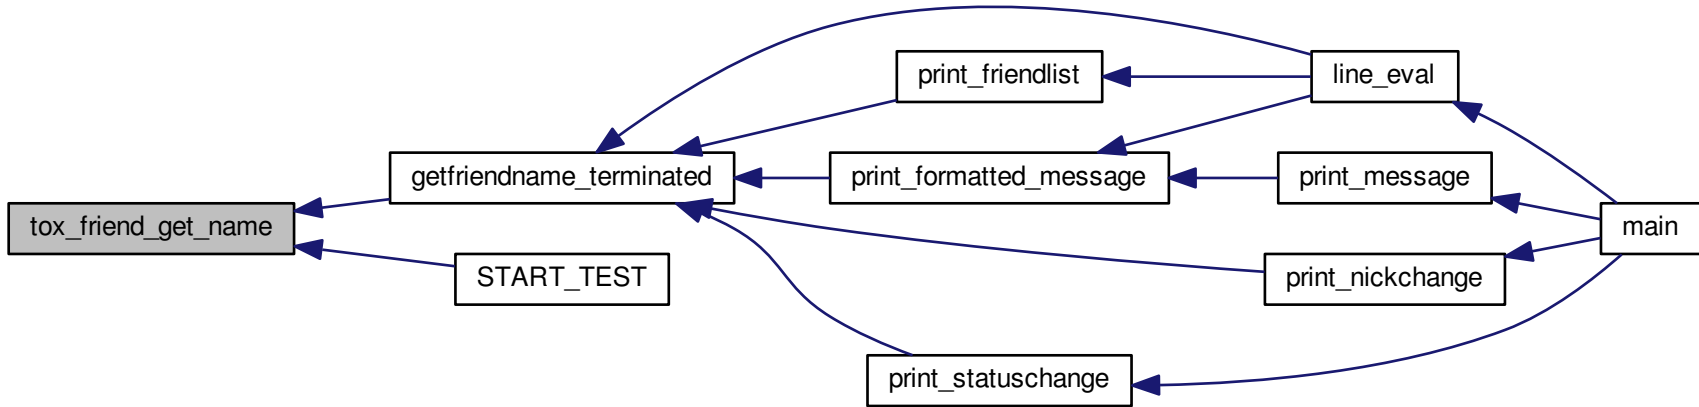 print_friendlist
line_eval
getfriendname_terminated
print_formatted_message
print_message
tox_friend_get_name
main
START_TEST
print_nickchange
print_statuschange